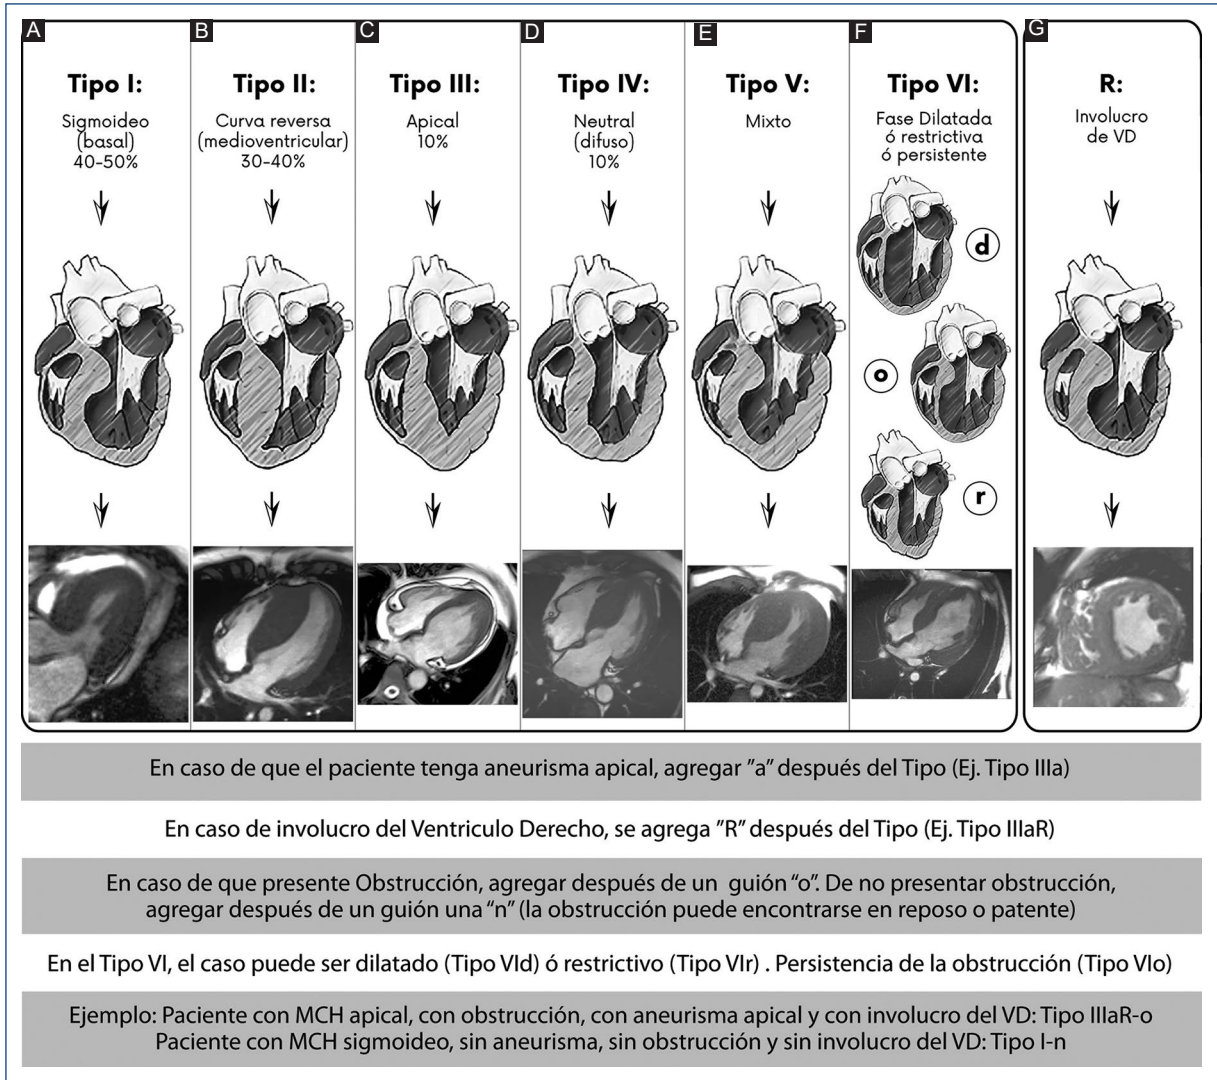 A
Tipo I:
Sigmoideo
(basal)
40-50%
B
Tipo II:
Curva reversa
(medioventricular)
30-40%
C
Tipo III:
Apical
10%
D
Tipo IV:
Neutral
(difuso)
10%
E
Tipo V:
Mixto
F
Tipo VI:
Fase Dilatada
ó restrictiva
ó persistente
d
o
r
G
R:
Involucro
de VD
En caso de que el paciente tenga aneurisma apical, agregar ”a” después del Tipo (Ej. Tipo IIIa)
En caso de involucro del Ventriculo Derecho, se agrega ”R” después del Tipo (Ej. Tipo IIIaR)
En caso de que presente Obstrucción, agregar después de un guión “o”. De no presentar obstrucción,
agregar después de un guión una “n” (la obstrucción puede encontrarse en reposo o patente)
En el Tipo VI, el caso puede ser dilatado (Tipo VId) ó restrictivo (Tipo VIr) . Persistencia de la obstrucción (Tipo VIo)
Ejemplo: Paciente con MCH apical, con obstrucción, con aneurisma apical y con involucro del VD: Tipo IIIaR-o
Paciente con MCH sigmoideo, sin aneurisma, sin obstrucción y sin involucro del VD: Tipo I-n